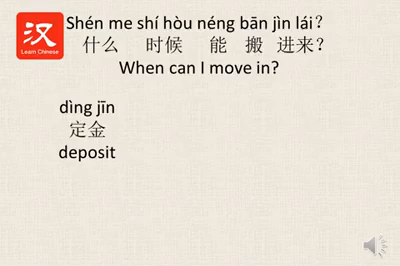 汉
Learn Chinese
Shén me shí hòu néng bān jìn lái？
什么 时候 能 搬 进来？
When can I move in?
dìng jīn
定金
deposit